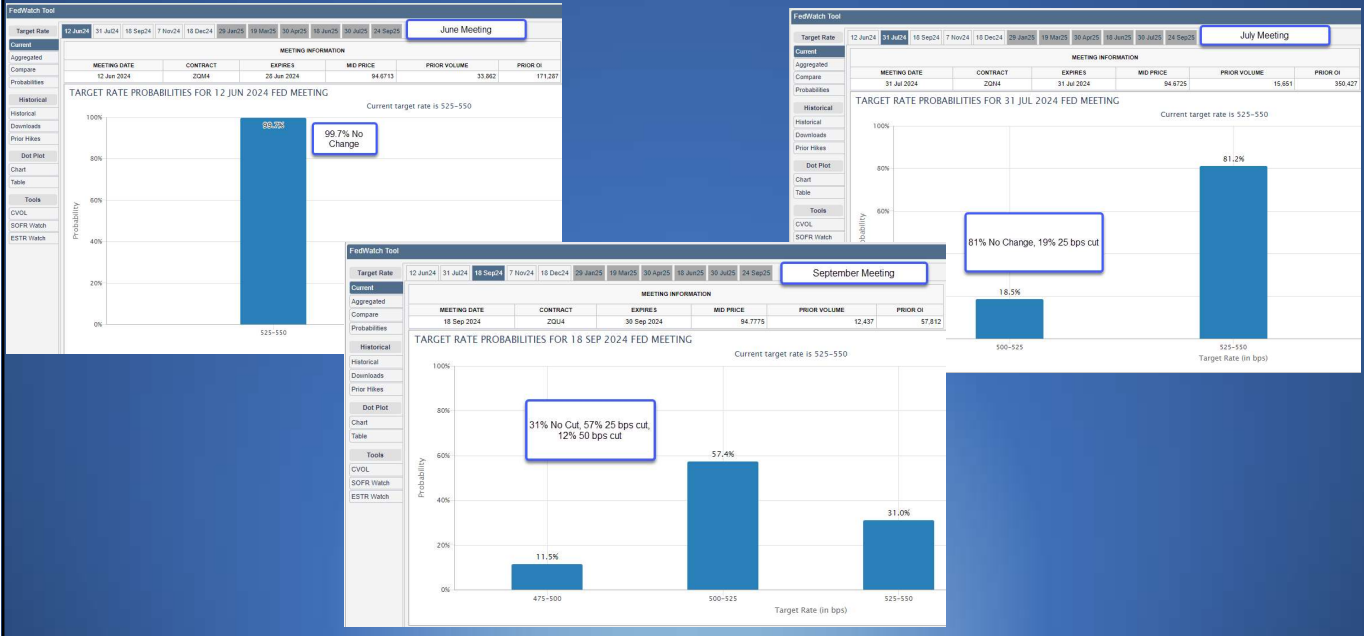 FedWatch Tool
Target Rate
12 Jun24 31 Jul24 18 Sep24 7 Nov24 18 Dec24 29 Jan25 19 Mar25 30 Apr25 18 Jun25 30 Jul25 24 Sep25
June Meeting
Current
Aggregated
Compare
Probabilities
Historical
Historical
Downloads
Prior Hikes
Dot Plot
Chart
Table
Tools
CVOL
SOFR Watch
ESTR Watch
MEETING INFORMATION
MEETING DATE CONTRACT EXPIRES MID PRICE PRIOR VOLUME PRIOR OI
12 Jun 2024 ZQM4 28 Jun 2024 94.6713 33,862 171,287
TARGET RATE PROBABILITIES FOR 12 JUN 2024 FED MEETING
Current target rate is 525-550
100%
80%
60%
40%
20%
0%
Probability
99.7%
99.7% No
Change
525-550
FedWatch Tool
Target Rate
12 Jun24 31 Jul24 18 Sep24 7 Nov24 18 Dec24 29 Jan25 19 Mar25 30 Apr25 18 Jun25 30 Jul25 24 Sep25
July Meeting
Current
Aggregated
Compare
Probabilities
Historical
Historical
Downloads
Prior Hikes
Dot Plot
Chart
Table
Tools
CVOL
SOFR Watch
MEETING INFORMATION
MEETING DATE CONTRACT EXPIRES MID PRICE PRIOR VOLUME PRIOR OI
31 Jul 2024 ZQN4 31 Jul 2024 94.6725 15,651 350,427
TARGET RATE PROBABILITIES FOR 31 JUL 2024 FED MEETING
Current target rate is 525-550
100%
80%
60%
81.2%
81% No Change, 19% 25 bps cut
18.5%
500-525
525-550
Target Rate (in bps)
FedWatch Tool
Target Rate
12 Jun24 31 Jul24 18 Sep24 7 Nov24 18 Dec24 29 Jan25 19 Mar25 30 Apr25 18 Jun25 30 Jul25 24 Sep25
September Meeting
Current
Aggregated
Compare
Probabilities
Historical
Historical
Downloads
Prior Hikes
Dot Plot
Chart
Table
Tools
CVOL
SOFR Watch
ESTR Watch
MEETING INFORMATION
MEETING DATE CONTRACT EXPIRES MID PRICE PRIOR VOLUME PRIOR OI
18 Sep 2024 ZQU4 30 Sep 2024 94.7775 12,437 57,812
TARGET RATE PROBABILITIES FOR 18 SEP 2024 FED MEETING
Current target rate is 525-550
100%
80%
60%
40%
20%
0%
Probability
31% No Cut, 57% 25 bps cut,
12% 50 bps cut
57.4%
31.0%
11.5%
475-500
500-525
525-550
Target Rate (in bps)